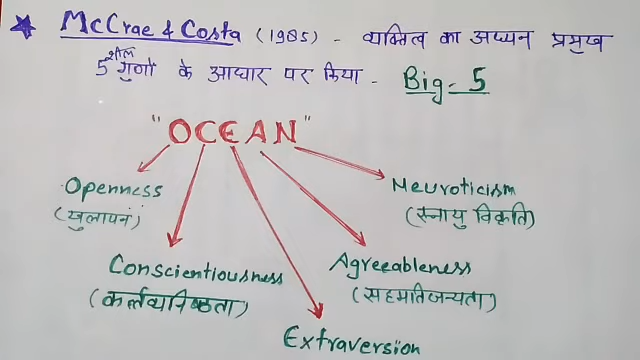 ★ McCrae & Costa (1985) - व्यक्तित्व का अध्ययन प्रमुख
5 शील गुणों के आधार पर किया - Big-5
"OCEAN"
Openness
(खुलापन)
Neuroticism
(स्नायु विकृति)
Conscientiousness
(कर्तव्यनिष्ठता)
Agreeableness
(सहमतिजन्यता)
Extraversion